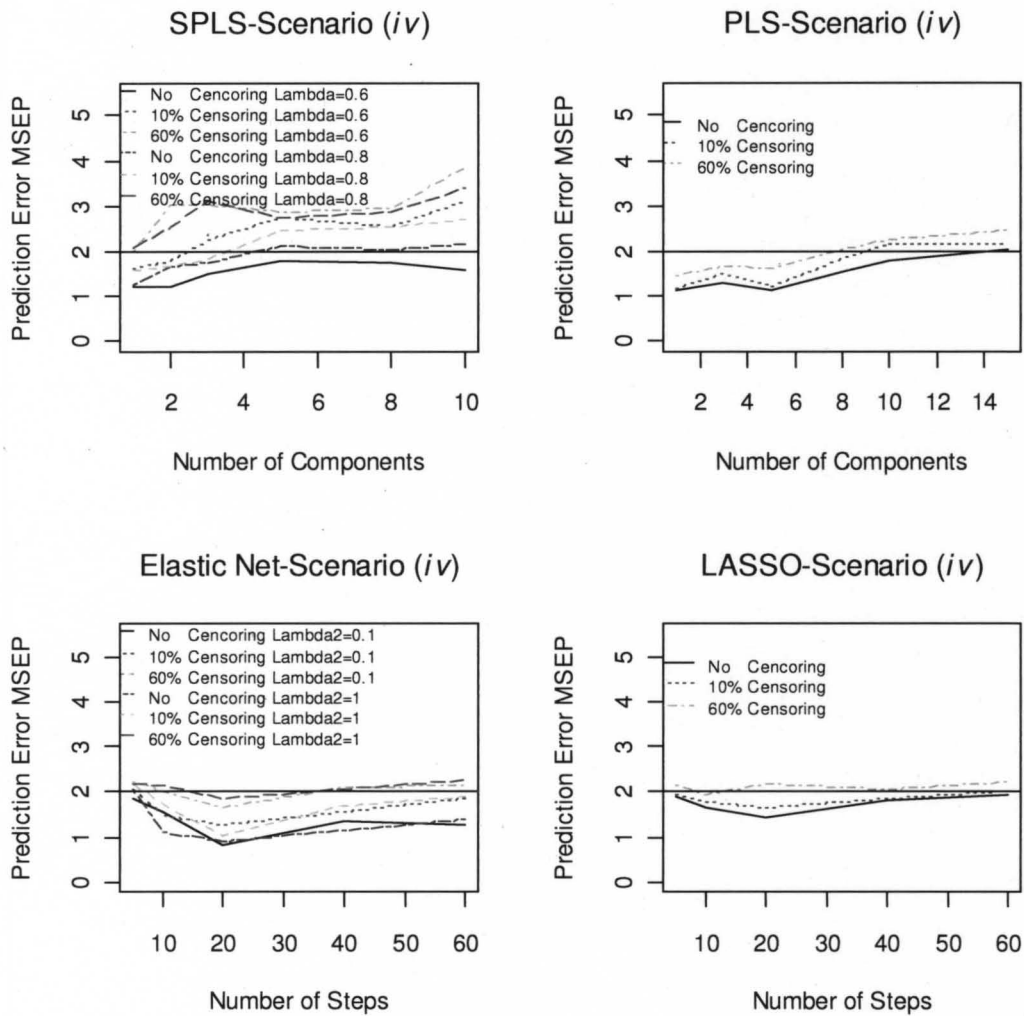 SPLS-Scenario (iv)
Prediction Error MSEP
5
4
3
2
1
0
No Cencoring Lambda=0.6
10% Censoring Lambda=0.6
60% Censoring Lambda=0.6
No Cencoring Lambda=0.8
10% Censoring Lambda=0.8
60% Censoring Lambda=0.8
2 4 6 8 10
Number of Components
PLS-Scenario (iv)
Prediction Error MSEP
5
4
3
2
1
0
No Cencoring
10% Censoring
60% Censoring
2 4 6 8 10 12 14
Number of Components
Elastic Net-Scenario (iv)
Prediction Error MSEP
5
4
3
2
1
0
No Cencoring Lambda2=0.1
10% Censoring Lambda2=0.1
60% Censoring Lambda2=0.1
No Cencoring Lambda2=1
10% Censoring Lambda2=1
60% Censoring Lambda2=1
10 20 30 40 50 60
Number of Steps
LASSO-Scenario (iv)
Prediction Error MSEP
5
4
3
2
1
0
No Cencoring
10% Censoring
60% Censoring
10 20 30 40 50 60
Number of Steps